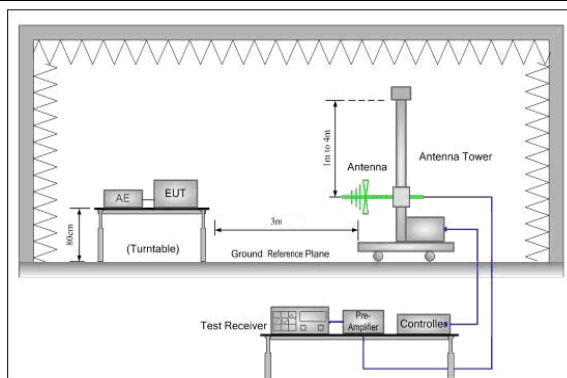 1m to 4m
Antenna
Antenna Tower
AE
EUT
80cm
(Turntable)
3m
Ground Reference Plane
Test Receiver
Pre-
Amplifier
Controller